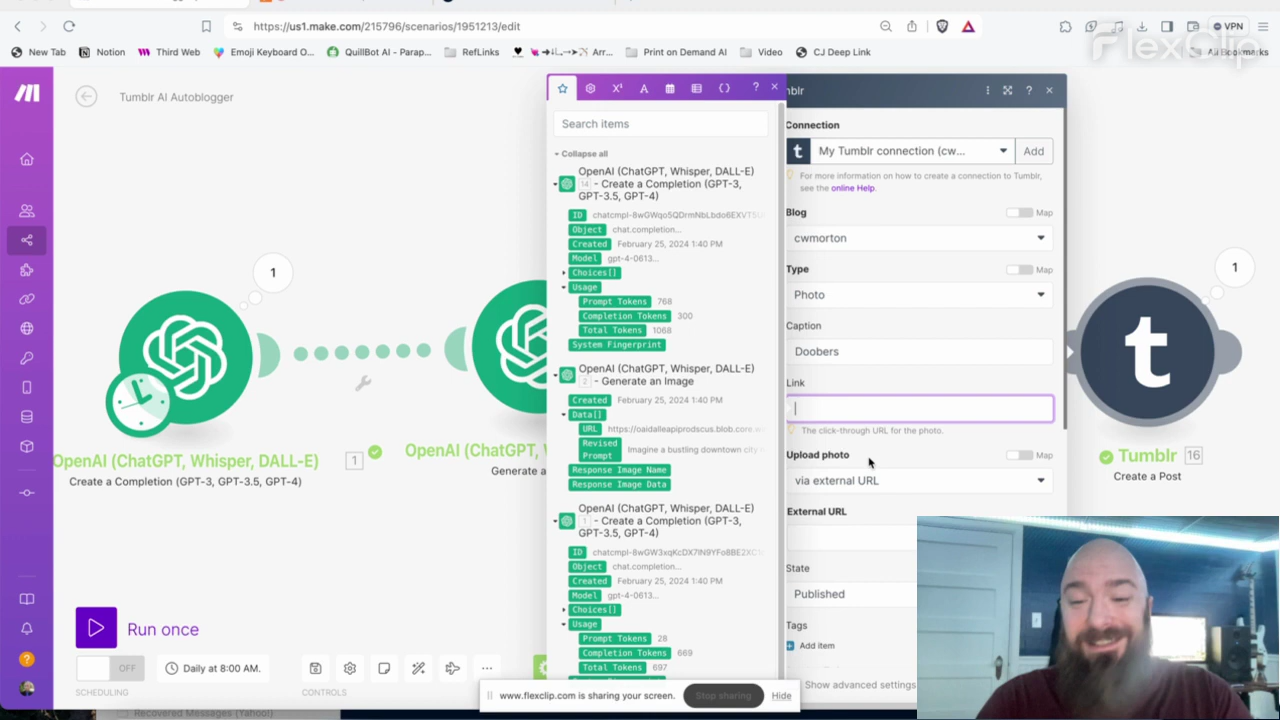 https://us1.make.com/215796/scenarios/1951213/edit
VPN
New Tab
Notion
Third Web
Emoji Keyboard O...
QuillBot AI - Parap...
RefLinks
Arr...
Print on Demand AI
Video
CJ Deep Link
All Bookmarks
FlexClip
Tumblr AI Autoblogger
1
OpenAI (ChatGPT, Whisper, DALL-E)
1
Create a Completion (GPT-3, GPT-3.5, GPT-4)
OpenAI (ChatGPT, W
Generate a
Run once
OFF
Daily at 8:00 AM.
SCHEDULING
CONTROLS
Search items
Collapse all
OpenAI (ChatGPT, Whisper, DALL-E)
14 - Create a Completion (GPT-3,
GPT-3.5, GPT-4)
ID
Object chat.completion...
Created February 25, 2024 1:40 PM
Model gpt-4-0613...
Choices[]
Usage
Prompt Tokens 768
Completion Tokens 300
Total Tokens 1068
System Fingerprint
OpenAI (ChatGPT, Whisper, DALL-E)
2 - Generate an Image
Created February 25, 2024 1:40 PM
Data[]
URL https://oaidalleapiprodscus.blob.core.w
Revised
Prompt Imagine a bustling downtown city
Response Image Name
Response Image Data
OpenAI (ChatGPT, Whisper, DALL-E)
1 - Create a Completion (GPT-3,
GPT-3.5, GPT-4)
ID
Object chat.completion...
Created February 25, 2024 1:40 PM
Model gpt-4-0613...
Choices[]
Usage
Prompt Tokens 28
Completion Tokens 669
Total Tokens 697
mblr
Connection
My Tumblr connection (cw...
Add
For more information on how to create a connection to Tumblr,
see the online Help.
Blog
Map
cwmorton
Type
Map
Photo
Caption
Doobers
Link
The click-through URL for the photo.
Upload photo
Map
via external URL
External URL
State
Published
Tags
Add item
Show advanced settings
1
Tumblr
16
Create a Post
www.flexclip.com is sharing your screen.
Stop sharing
Hide
Recovered Messages (Yahoo!)